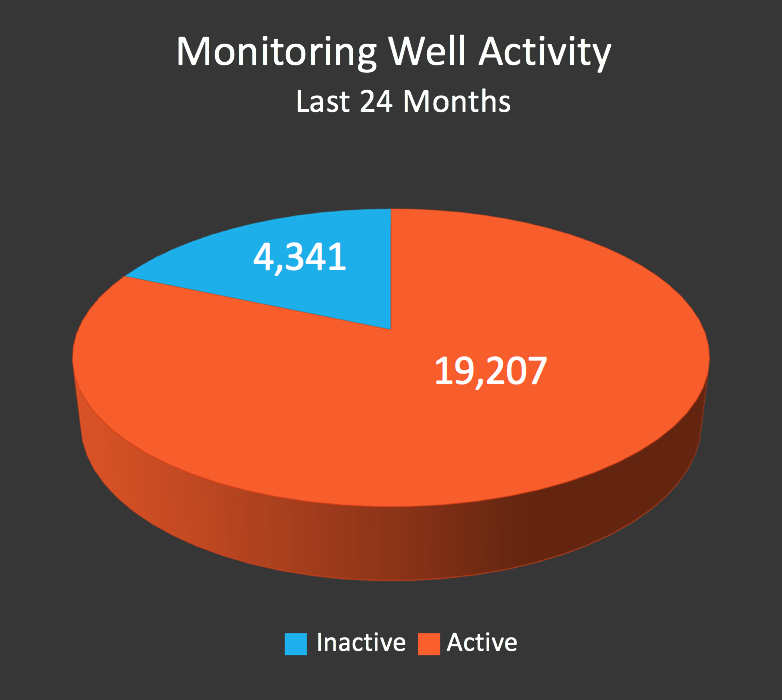 Monitoring Well Activity
Last 24 Months
4,341
19,207
Inactive Active